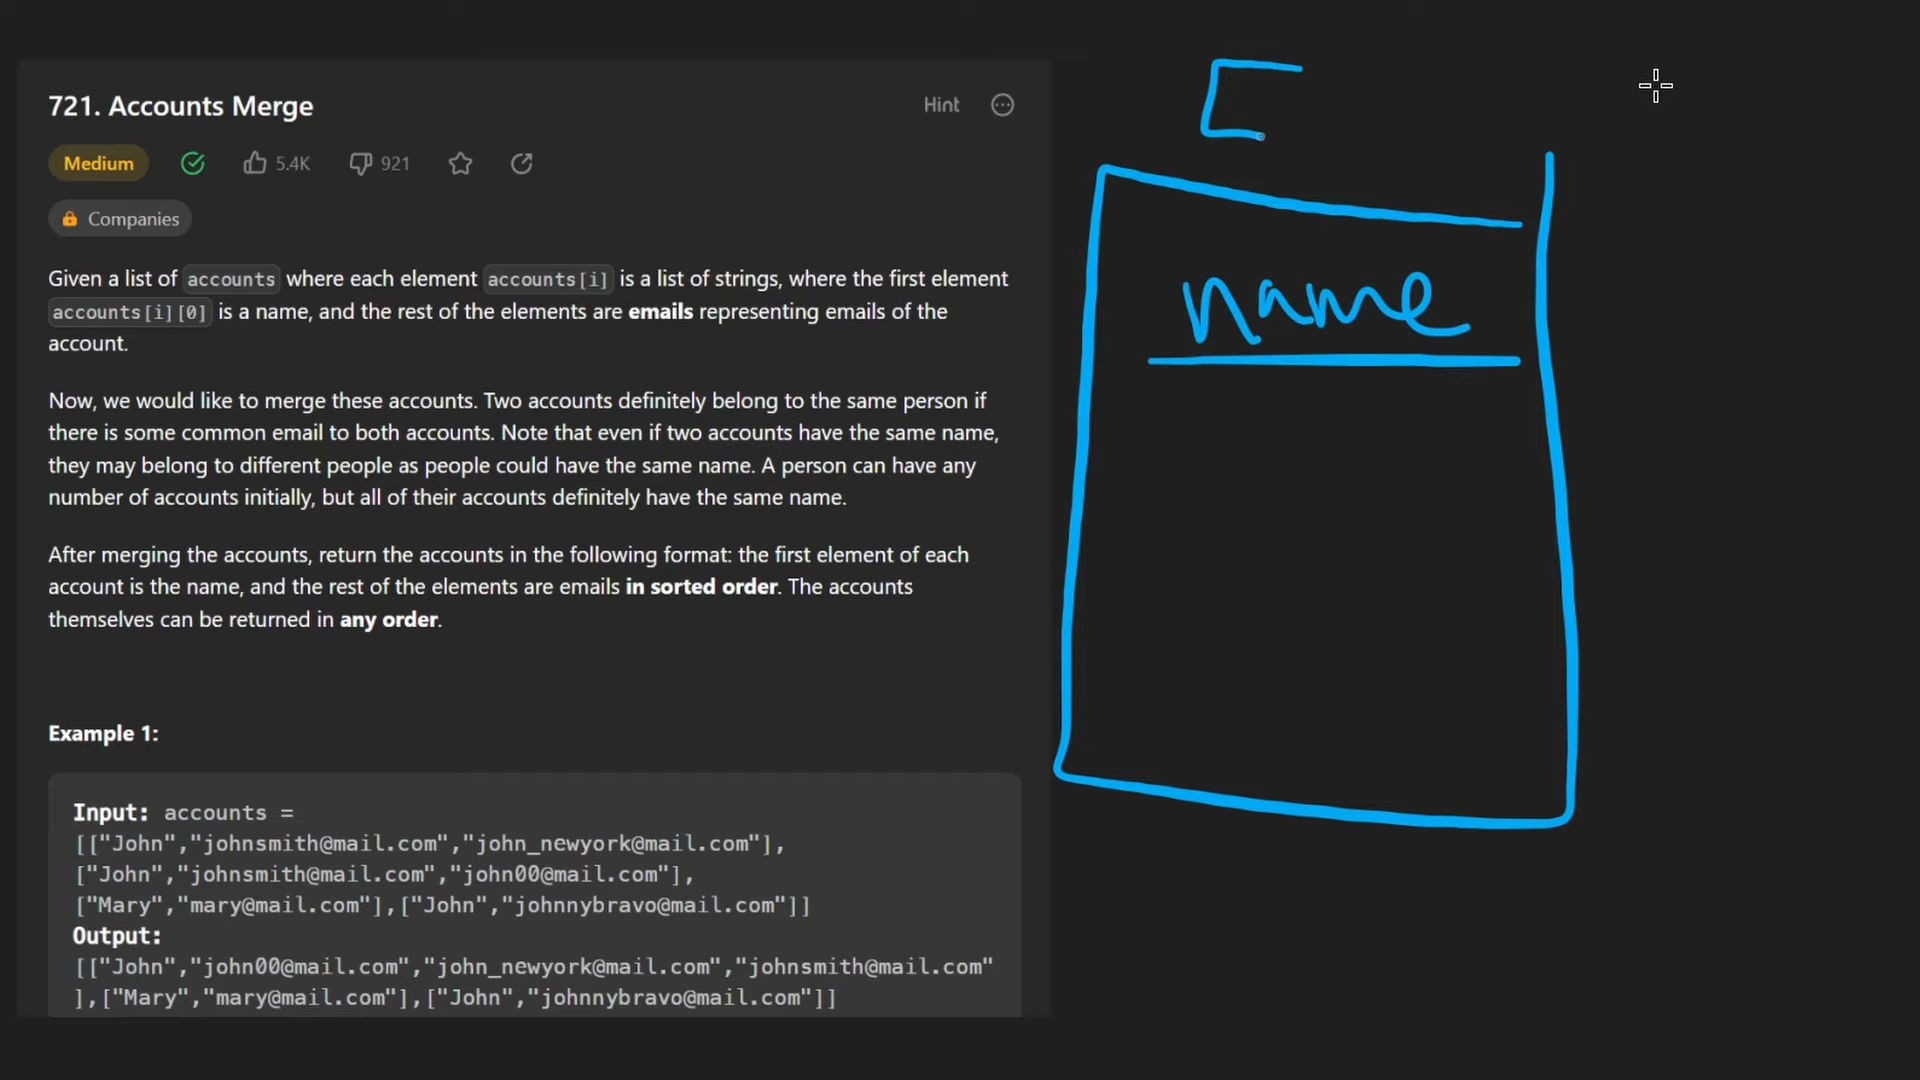 721. Accounts Merge
Hint
Medium
5.4K
921
Companies
Given a list of accounts where each element accounts[i] is a list of strings, where the first element
accounts[i][0] is a name, and the rest of the elements are emails representing emails of the
account.
Now, we would like to merge these accounts. Two accounts definitely belong to the same person if
there is some common email to both accounts. Note that even if two accounts have the same name,
they may belong to different people as people could have the same name. A person can have any
number of accounts initially, but all of their accounts definitely have the same name.
After merging the accounts, return the accounts in the following format: the first element of each
account is the name, and the rest of the elements are emails in sorted order. The accounts
themselves can be returned in any order.
Example 1:
Input: accounts =
[["John","johnsmith@mail.com","john_newyork@mail.com"],
["John","johnsmith@mail.com","john00@mail.com"],
["Mary","mary@mail.com"],["John","johnnybravo@mail.com"]]
Output:
[["John","john00@mail.com","john_newyork@mail.com","johnsmith@mail.com"
],["Mary","mary@mail.com"],["John","johnnybravo@mail.com"]]
[
name